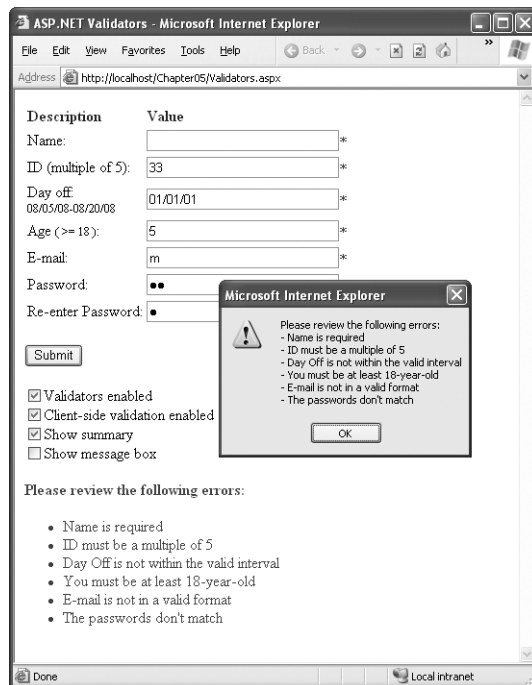 ASP.NET Validators - Microsoft Internet Explorer
File Edit View Favorites Tools Help Back »
Address http://localhost/Chapter05/Validators.aspx
Description Value
Name: *
ID (multiple of 5): 33 *
Day off: 01/01/01 *
08/05/08-08/20/08
Age (>= 18): 5 *
E-mail: m *
Password: ●●
Re-enter Password: ●
Microsoft Internet Explorer
Please review the following errors:
- Name is required
- ID must be a multiple of 5
- Day Off is not within the valid interval
- You must be at least 18-year-old
- E-mail is not in a valid format
- The passwords don't match
OK
Submit
Validators enabled
Client-side validation enabled
Show summary
Show message box
Please review the following errors:
• Name is required
• ID must be a multiple of 5
• Day Off is not within the valid interval
• You must be at least 18-year-old
• E-mail is not in a valid format
• The passwords don't match
Done Local intranet